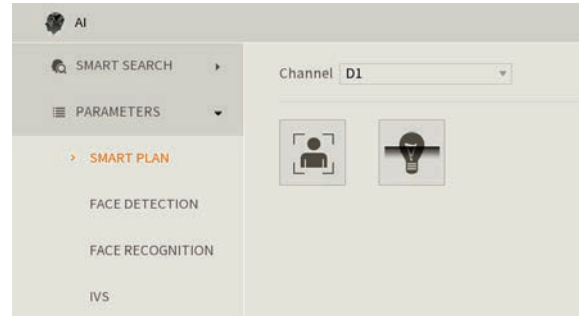 AI
SMART SEARCH
PARAMETERS
SMART PLAN
FACE DETECTION
FACE RECOGNITION
IVS
Channel D1